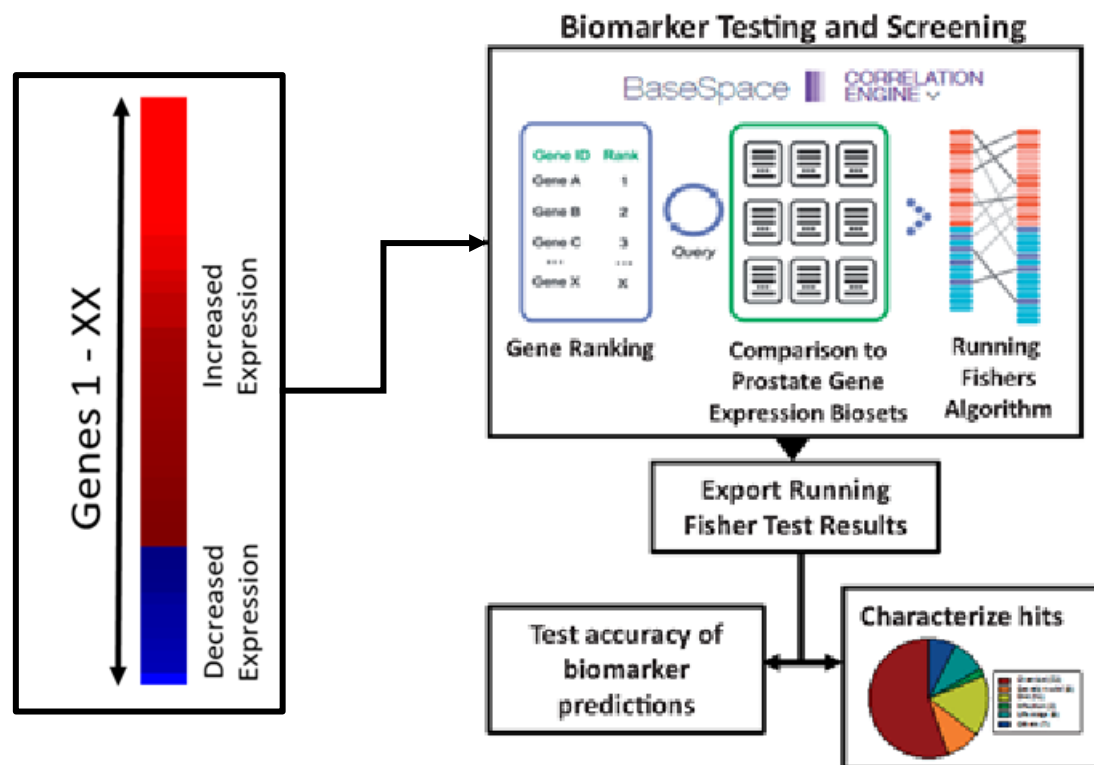 Genes 1 - XX
Increased
Expression
Decreased
Expression
Biomarker Testing and Screening
BaseSpace
CORRELATION
ENGINE
Gene ID Rank
Gene A 1
Gene B 2
Gene C 3
... ...
Gene X X
Query
Gene Ranking
Comparison to
Prostate Gene
Expression Biosets
Running
Fishers
Algorithm
Export Running
Fisher Test Results
Test accuracy of
biomarker
predictions
Characterize hits